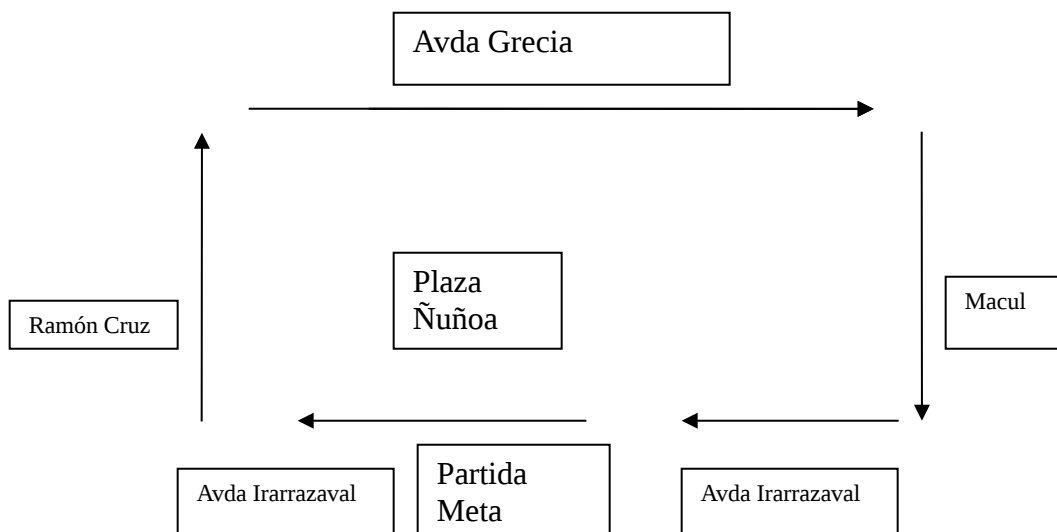 Avda Grecia
Plaza
Ñuñoa
Macul
Ramón Cruz
Avda Irarrazaval
Partida
Meta
Avda Irarrazaval